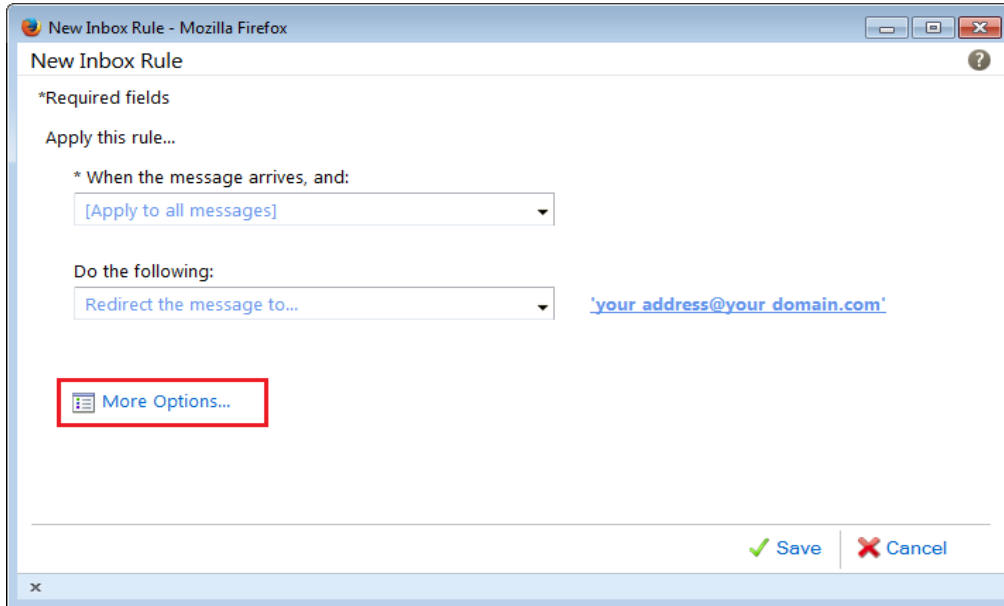 New Inbox Rule - Mozilla Firefox
New Inbox Rule
*Required fields
Apply this rule...
* When the message arrives, and:
[Apply to all messages]
Do the following:
Redirect the message to... 'your address@your domain.com'
More Options...
Save Cancel